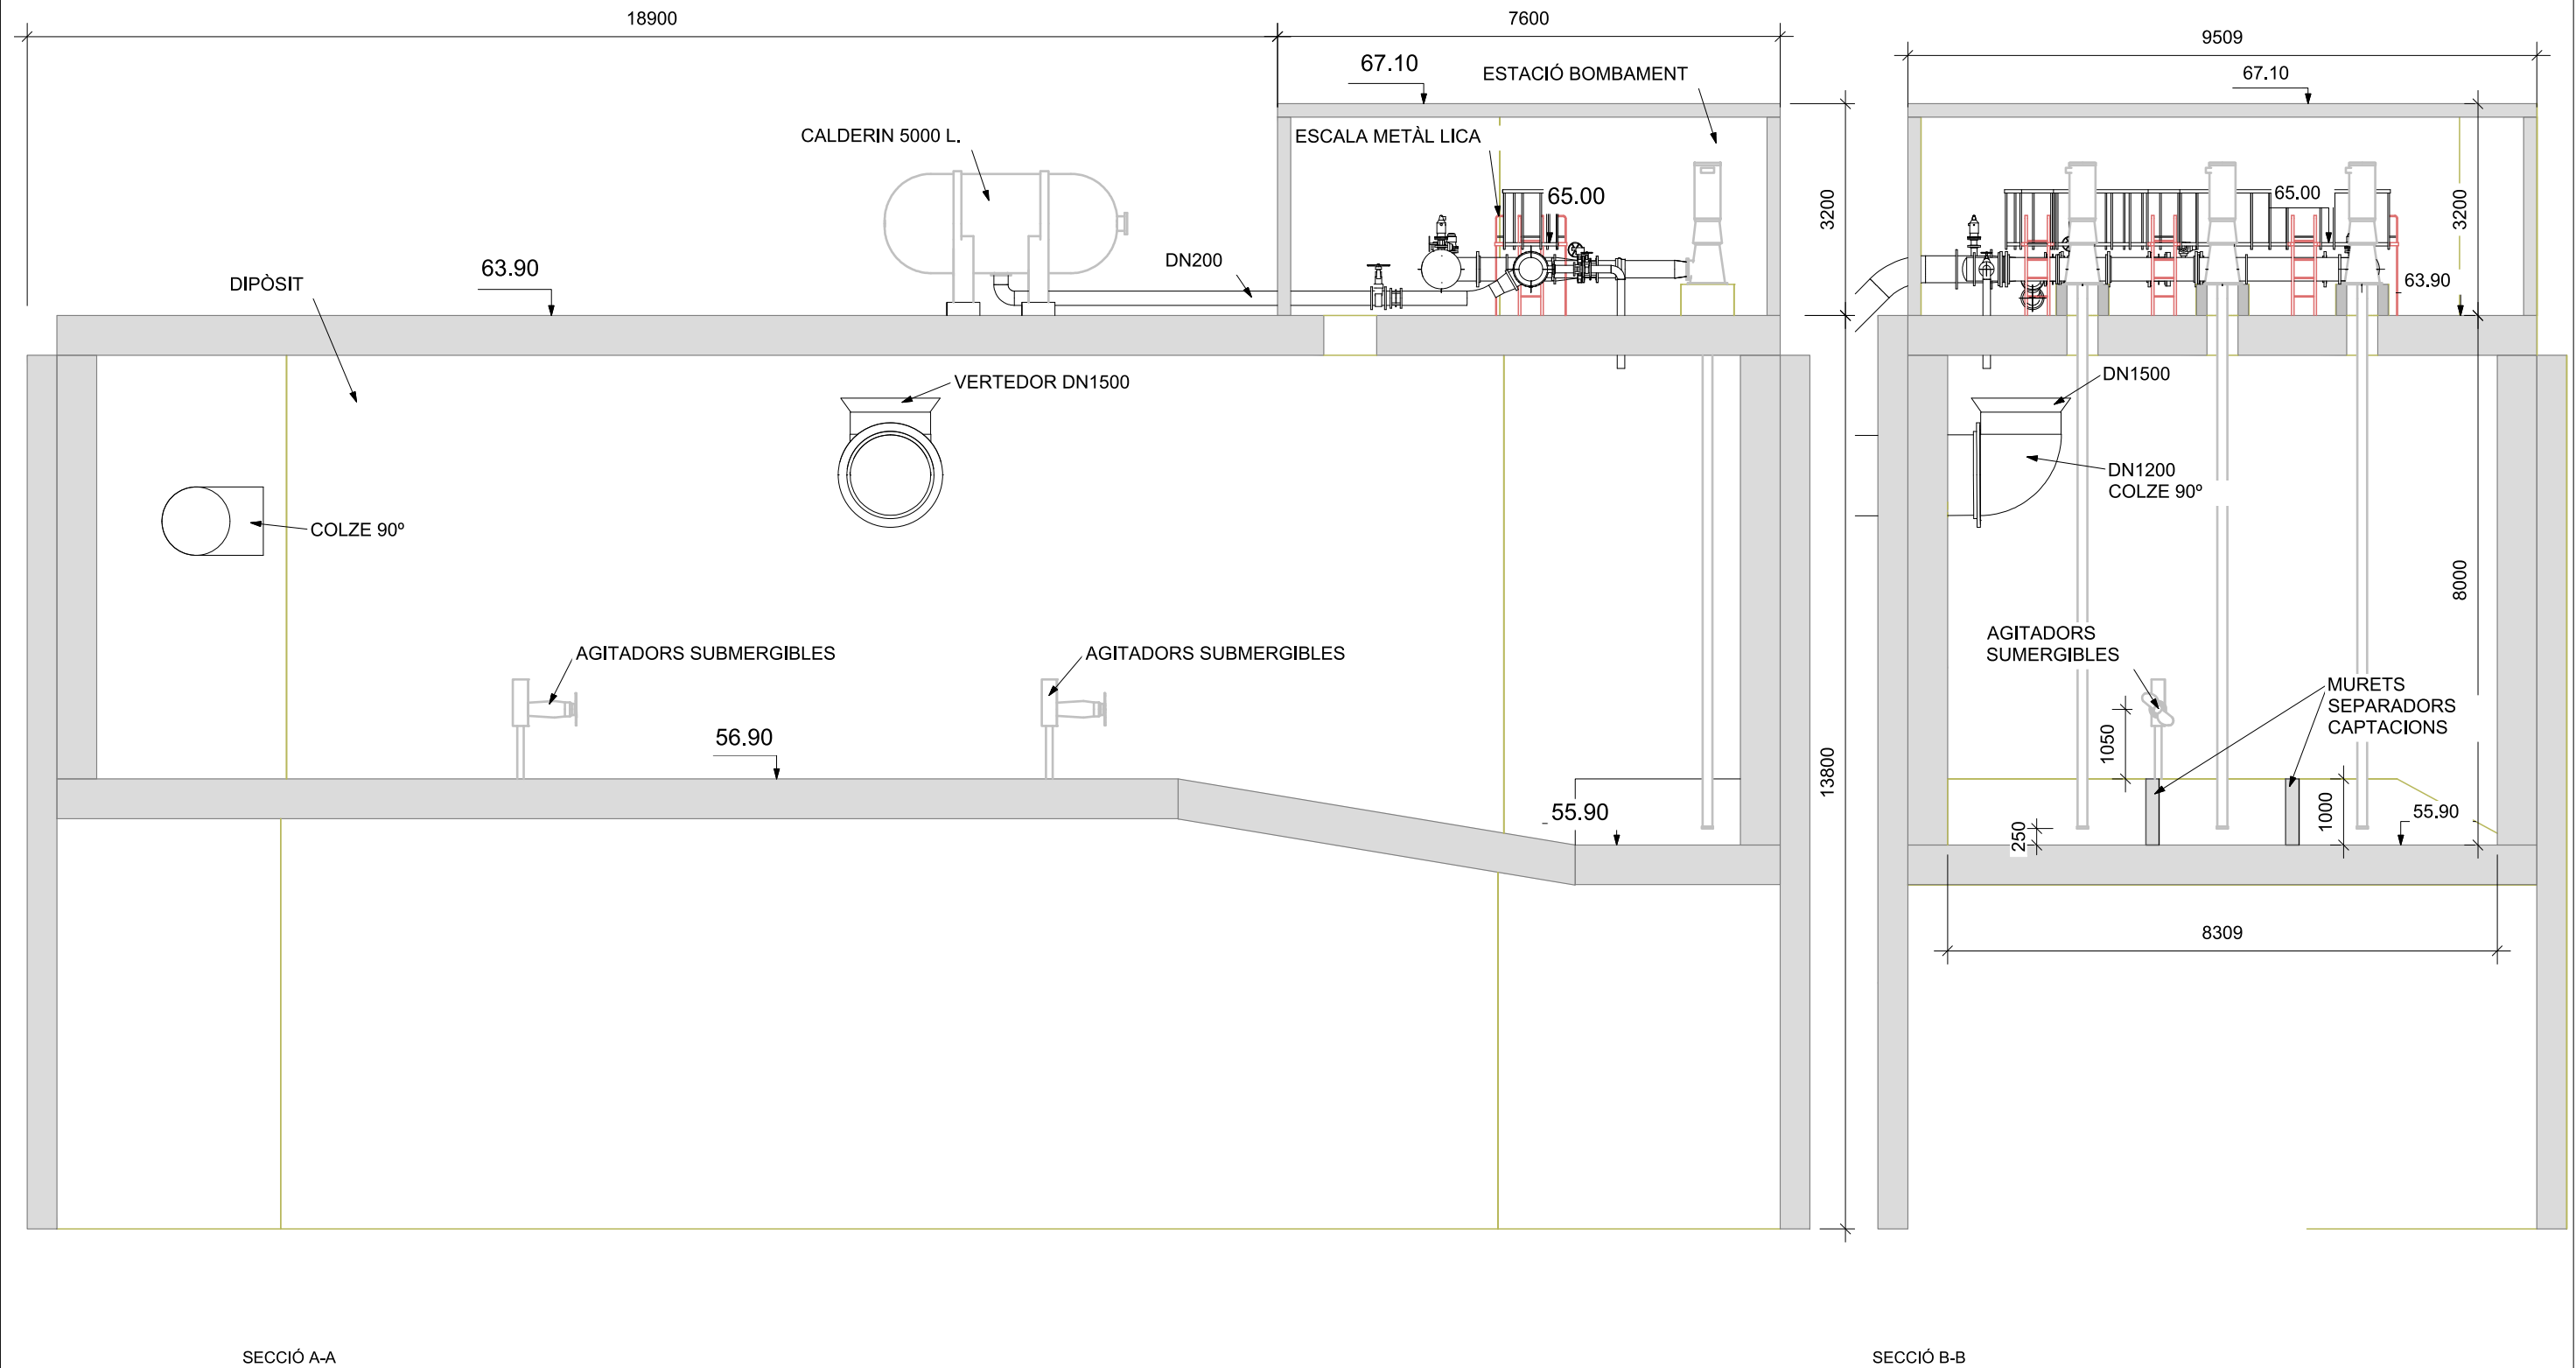 18900
7600
9509
67.10
ESTACIÓ BOMBAMENT
67.10
CALDERIN 5000 L.
ESCALA METÀL LICA
65.00
3200
65.00
3200
DIPÒSIT
63.90
DN200
63.90
VERTEDOR DN1500
DN1500
COLZE 90º
DN1200
COLZE 90º
8000
AGITADORS SUBMERGIBLES
AGITADORS SUBMERGIBLES
AGITADORS
SUMERGIBLES
MURETS
SEPARADORS
CAPTACIONS
56.90
1050
13800
55.90
250
1000
55.90
8309
SECCIÓ A-A
SECCIÓ B-B